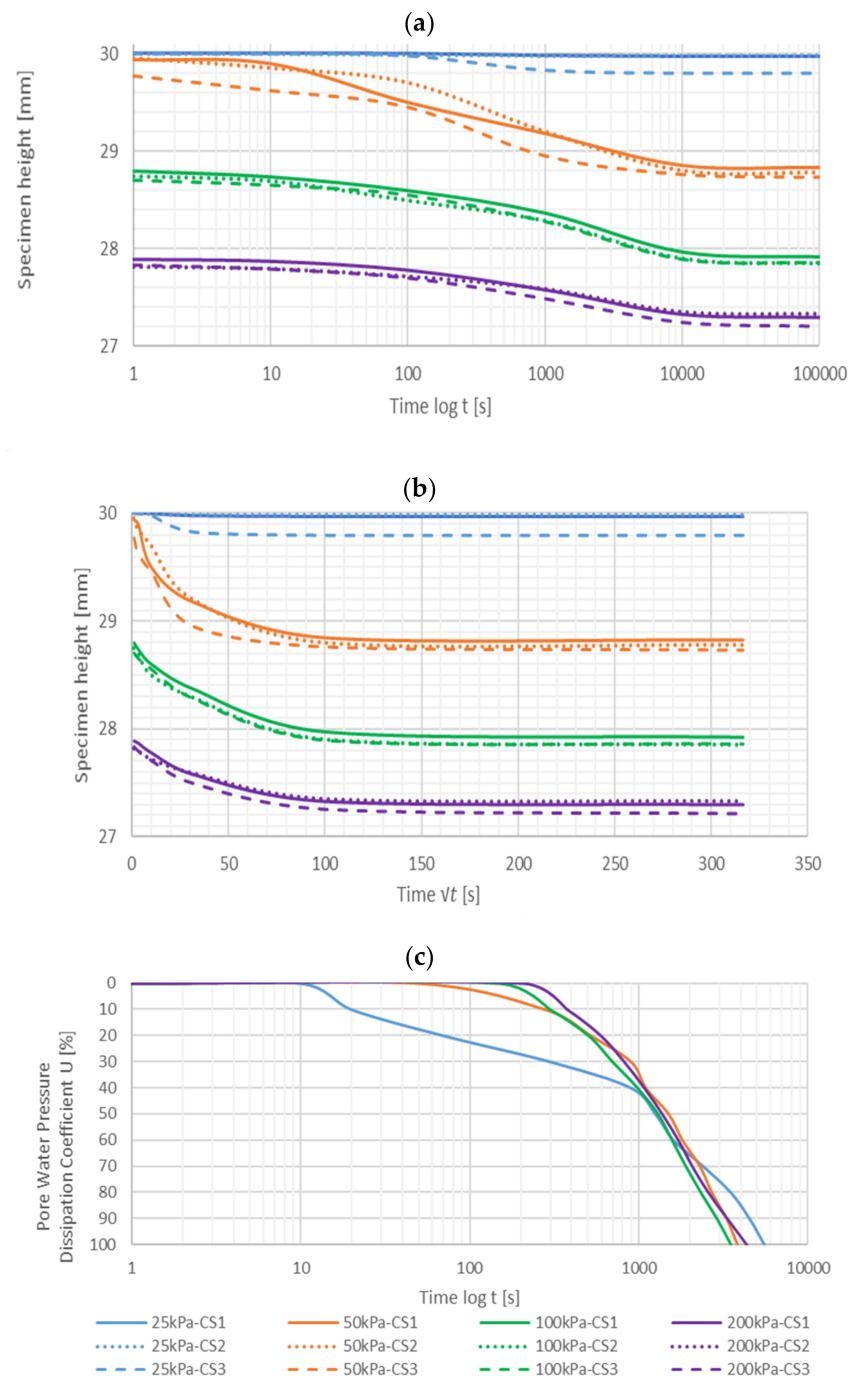 (a)
Specimen height [mm]
30
29
28
27
1 10 100 1000 10000 100000
Time log t [s]
(b)
Specimen height [mm]
30
29
28
27
0 50 100 150 200 250 300 350
Time √t [s]
(c)
Pore Water Pressure
Dissipation Coefficient U [%]
0
10
20
30
40
50
60
70
80
90
100
1 10 100 1000 10000
Time log t [s]
25kPa-CS1 50kPa-CS1 100kPa-CS1 200kPa-CS1
25kPa-CS2 50kPa-CS2 100kPa-CS2 200kPa-CS2
25kPa-CS3 50kPa-CS3 100kPa-CS3 200kPa-CS3